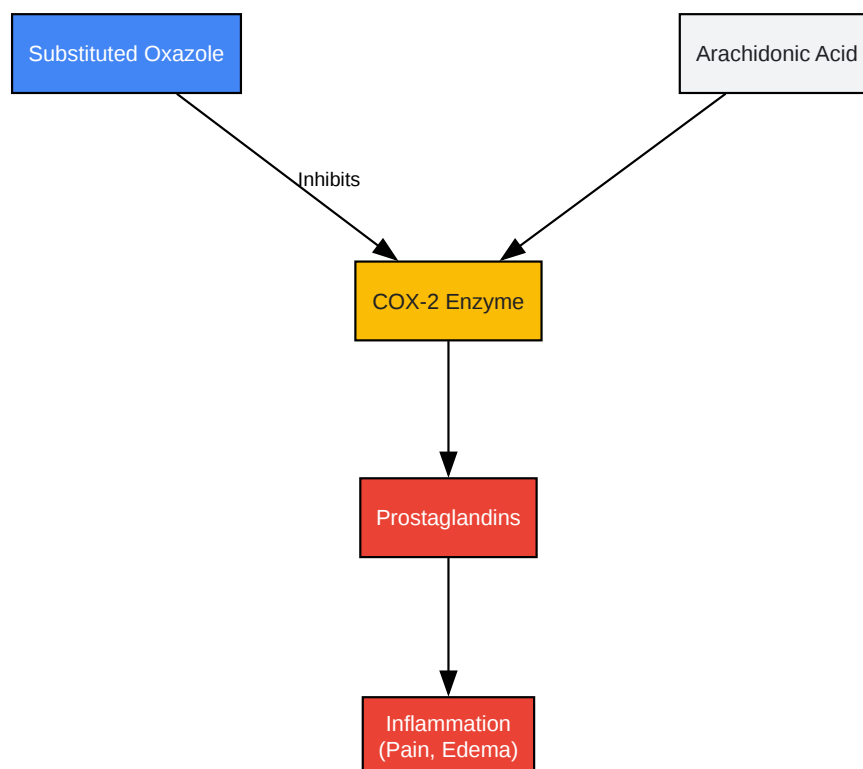 Substituted Oxazole
Arachidonic Acid
Inhibits
COX-2 Enzyme
Prostaglandins
Inflammation
(Pain, Edema)